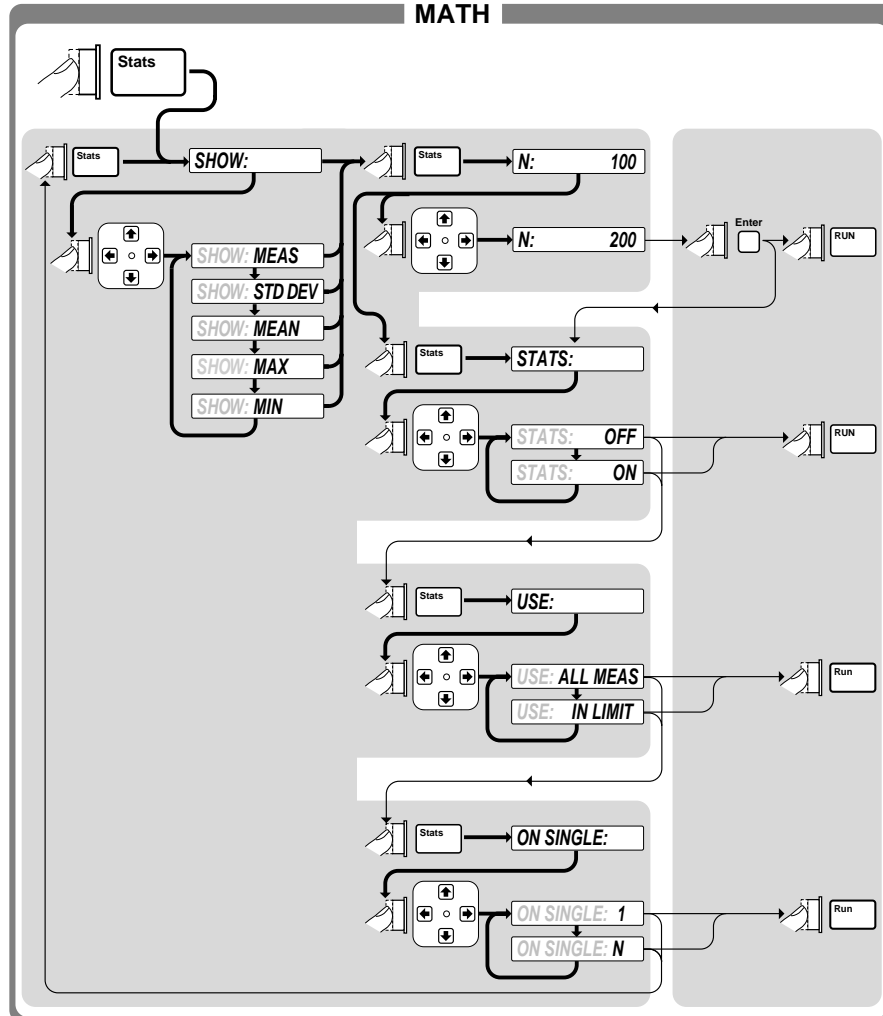 MATH
Stats
Stats
SHOW:
Stats
N: 100
N: 200
Enter
RUN
SHOW: MEAS
SHOW: STD DEV
SHOW: MEAN
SHOW: MAX
SHOW: MIN
Stats
STATS:
STATS: OFF
STATS: ON
RUN
Stats
USE:
USE: ALL MEAS
USE: IN LIMIT
Run
Stats
ON SINGLE:
ON SINGLE: 1
ON SINGLE: N
Run